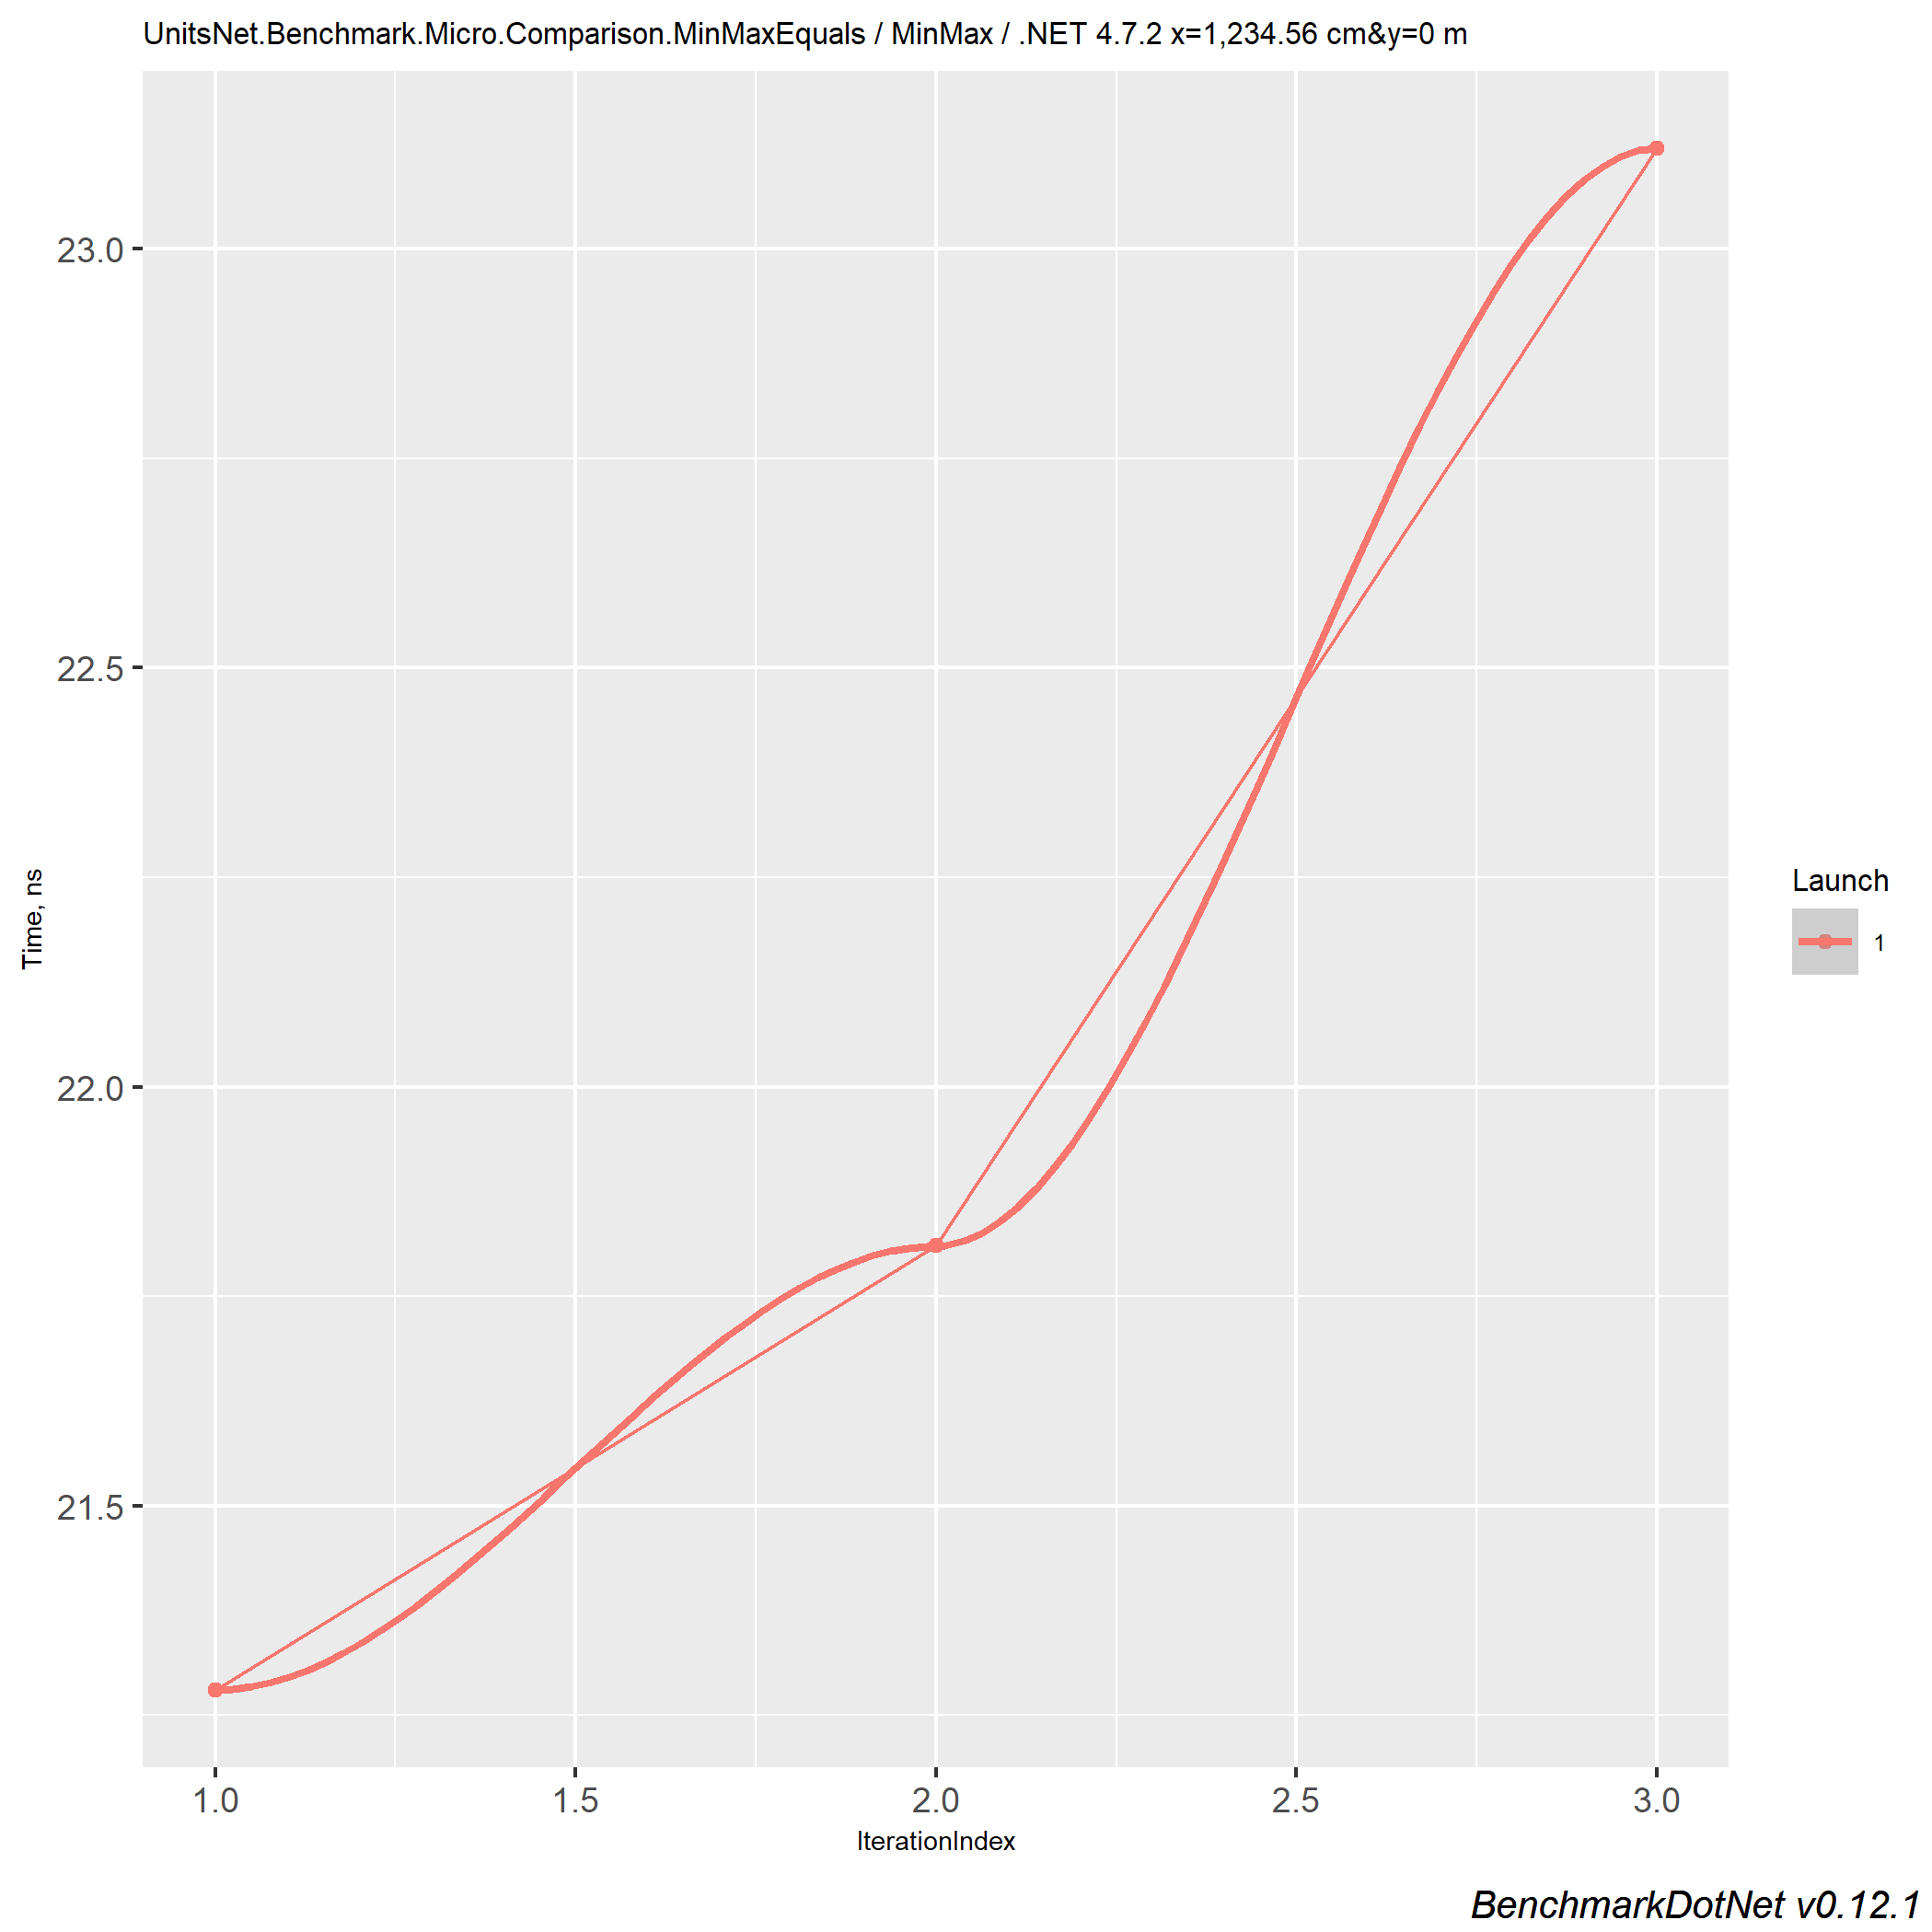 UnitsNet.Benchmark.Micro.Comparison.MinMaxEquals / MinMax / .NET 4.7.2 x=1,234.56 cm&y=0 m
23.0
22.5
22.0
21.5
Time, ns
1.0 1.5 2.0 2.5 3.0
IterationIndex
Launch
1
BenchmarkDotNet v0.12.1